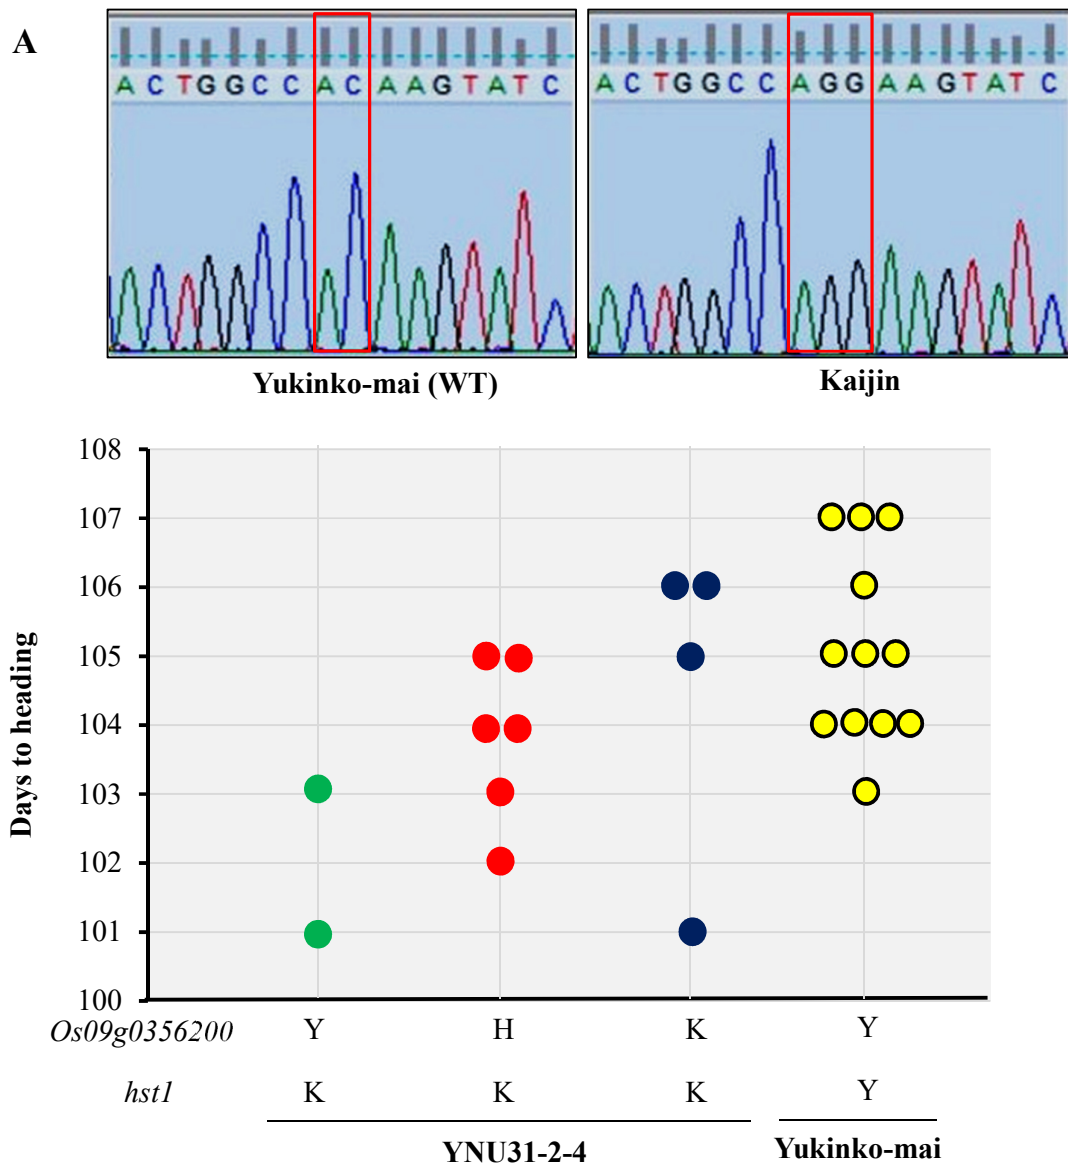 A
ACTGGCCACAAGTATC
ACTGGCCAGGAAGTATC
Yukinko-mai (WT)
Kaijin
Days to heading
108
107
106
105
104
103
102
101
100
Os09g0356200 Y H K Y
hst1 K K K Y
YNU31-2-4
Yukinko-mai